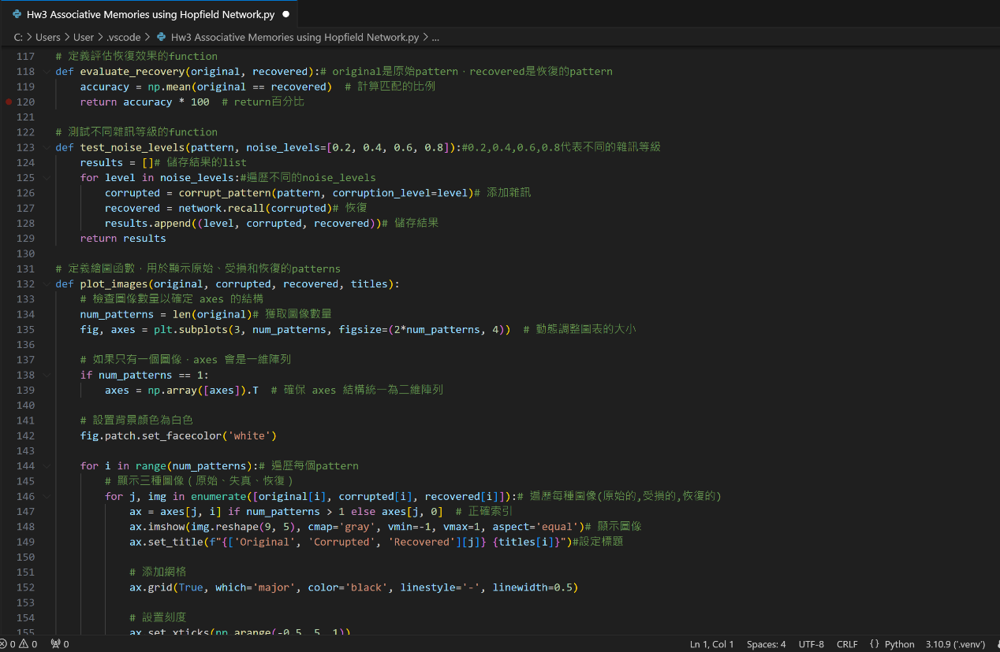 Hw3 Associative Memories using Hopfield Network.py ●
C: > Users > User > .vscode > Hw3 Associative Memories using Hopfield Network.py > ...
117 # 定義評估恢復效果的function
118 def evaluate_recovery(original, recovered):# original是原始pattern，recovered是恢復的pattern
119     accuracy = np.mean(original == recovered)  # 計算匹配的比例
120     return accuracy * 100  # return百分比
121
122 # 測試不同雜訊等級的function
123 def test_noise_levels(pattern, noise_levels=[0.2, 0.4, 0.6, 0.8]):#0.2,0.4,0.6,0.8代表不同的雜訊等級
124     results = []# 儲存結果的list
125     for level in noise_levels:#遍歷不同的noise_levels
126         corrupted = corrupt_pattern(pattern, corruption_level=level)# 添加雜訊
127         recovered = network.recall(corrupted)# 恢復
128         results.append((level, corrupted, recovered))# 儲存結果
129     return results
130
131 # 定義繪圖函數，用於顯示原始、受損和恢復的patterns
132 def plot_images(original, corrupted, recovered, titles):
133     # 檢查圖像數量以確定 axes 的結構
134     num_patterns = len(original)# 獲取圖像數量
135     fig, axes = plt.subplots(3, num_patterns, figsize=(2*num_patterns, 4))  # 動態調整圖表的大小
136
137     # 如果只有一個圖像，axes 會是一維陣列
138     if num_patterns == 1:
139         axes = np.array([axes]).T  # 確保 axes 結構統一為二維陣列
140
141     # 設置背景顏色為白色
142     fig.patch.set_facecolor('white')
143
144     for i in range(num_patterns):# 遍歷每個pattern
145         # 顯示三種圖像（原始、失真、恢復）
146         for j, img in enumerate([original[i], corrupted[i], recovered[i]]):# 遍歷每種圖像(原始的,受損的,恢復的)
147             ax = axes[j, i] if num_patterns > 1 else axes[j, 0]  # 正確索引
148             ax.imshow(img.reshape(9, 5), cmap='gray', vmin=-1, vmax=1, aspect='equal')# 顯示圖像
149             ax.set_title(f"{['Original', 'Corrupted', 'Recovered'][j]} {titles[i]}")#設定標題
150
151             # 添加網格
152             ax.grid(True, which='major', color='black', linestyle='-', linewidth=0.5)
153
154             # 設置刻度
155             ax.set_xticks(np.arange(-0.5, 5, 1))
0 0 0 Ln 1, Col 1 Spaces: 4 UTF-8 CRLF {} Python 3.10.9 ('.venv')